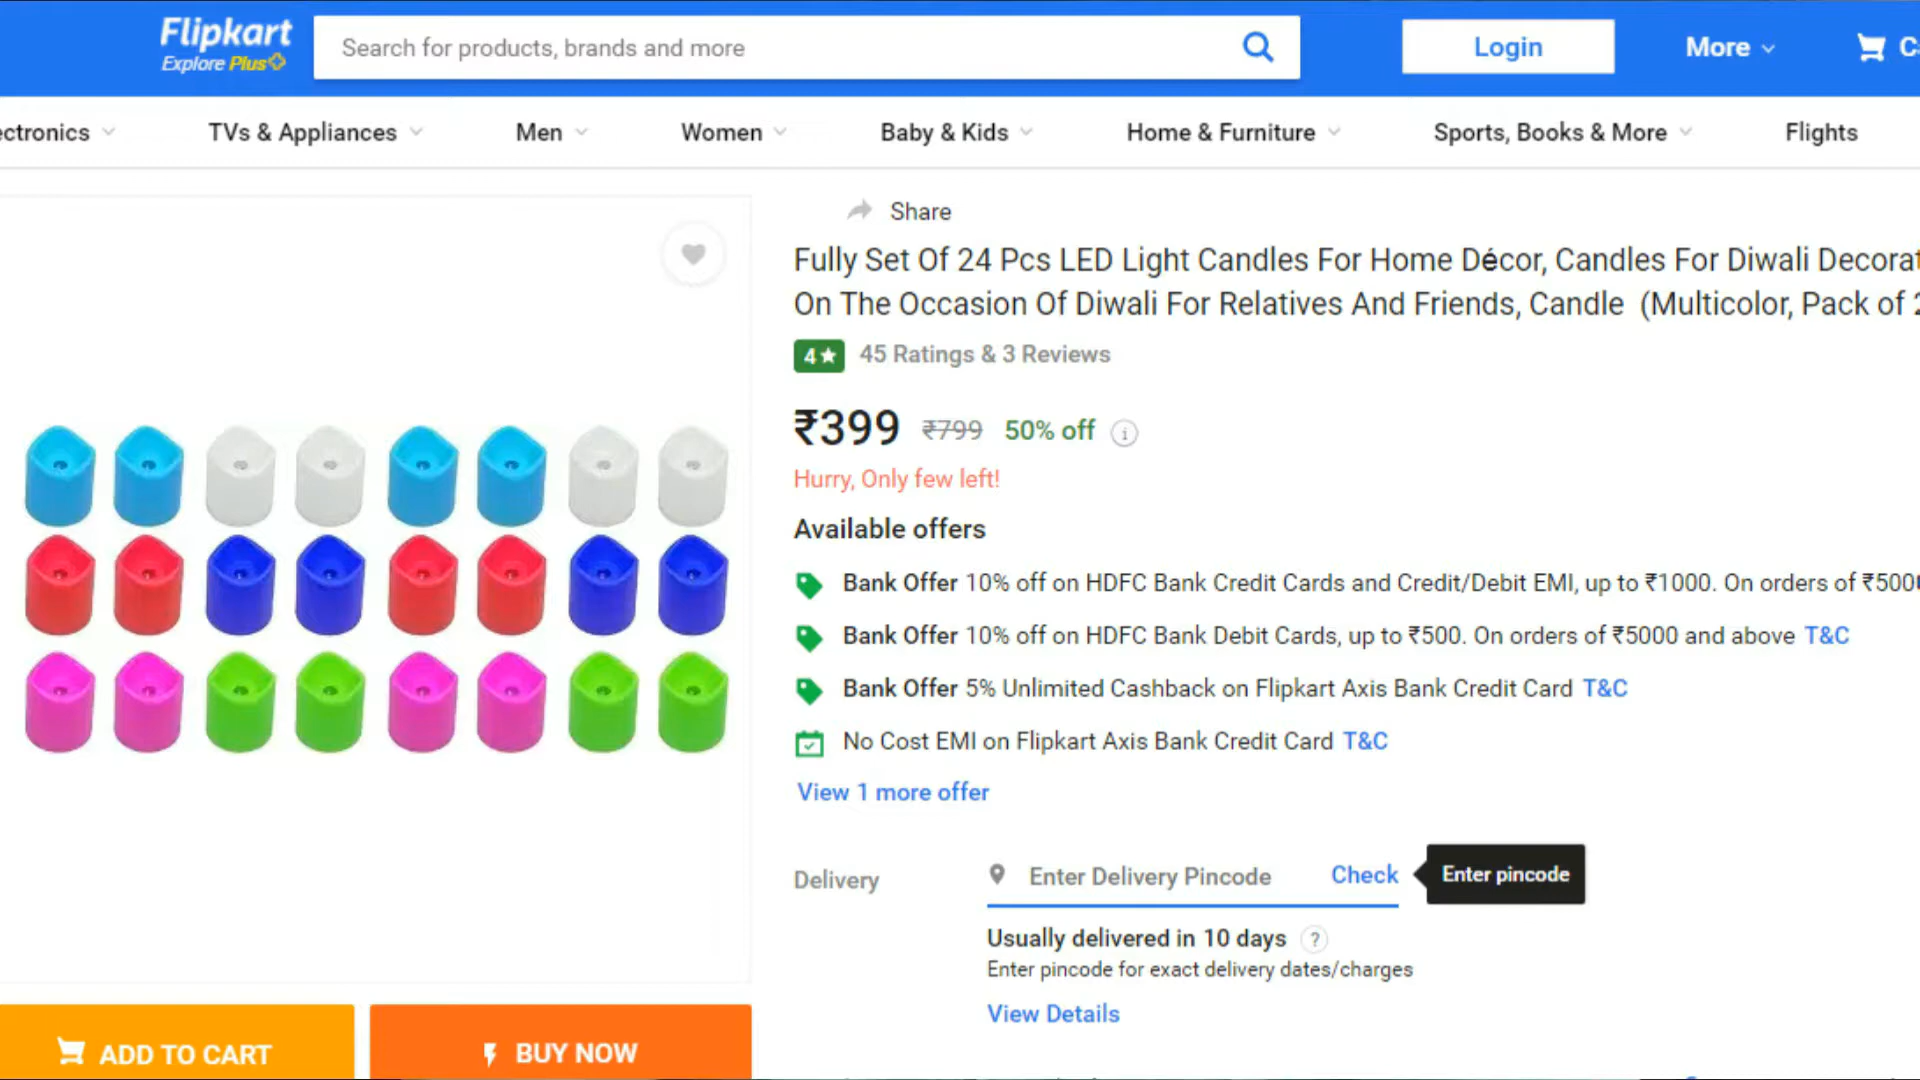 Flipkart
Explore Plus
Search for products, brands and more
Login
More
ectronics
TVs & Appliances
Men
Women
Baby & Kids
Home & Furniture
Sports, Books & More
Flights
Share
Fully Set Of 24 Pcs LED Light Candles For Home Décor, Candles For Diwali Decorat
On The Occasion Of Diwali For Relatives And Friends, Candle (Multicolor, Pack of 2
4★ 45 Ratings & 3 Reviews
₹399 ₹799 50% off
Hurry, Only few left!
Available offers
Bank Offer 10% off on HDFC Bank Credit Cards and Credit/Debit EMI, up to ₹1000. On orders of ₹500
Bank Offer 10% off on HDFC Bank Debit Cards, up to ₹500. On orders of ₹5000 and above T&C
Bank Offer 5% Unlimited Cashback on Flipkart Axis Bank Credit Card T&C
No Cost EMI on Flipkart Axis Bank Credit Card T&C
View 1 more offer
Delivery
Enter Delivery Pincode
Check
Enter pincode
Usually delivered in 10 days ?
Enter pincode for exact delivery dates/charges
View Details
ADD TO CART
BUY NOW